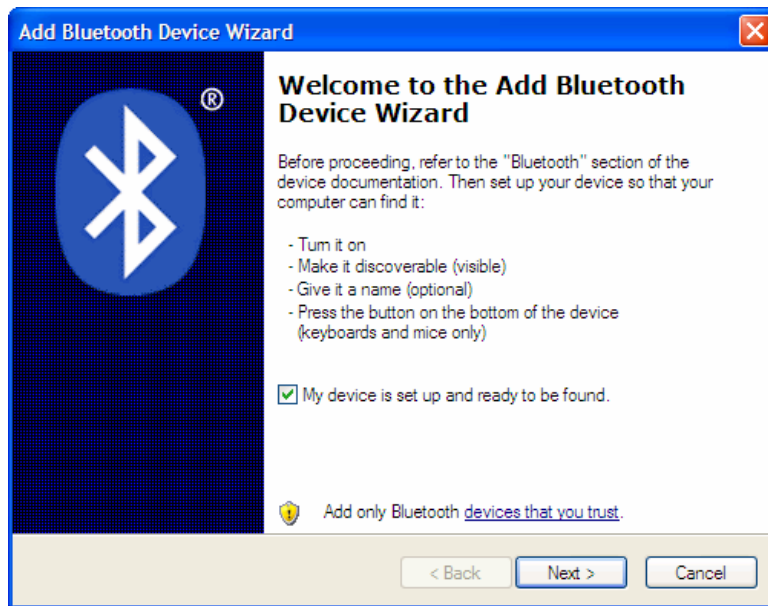 Add Bluetooth Device Wizard
®
Welcome to the Add Bluetooth
Device Wizard
Before proceeding, refer to the "Bluetooth" section of the
device documentation. Then set up your device so that your
computer can find it:
- Turn it on
- Make it discoverable (visible)
- Give it a name (optional)
- Press the button on the bottom of the device
(keyboards and mice only)
My device is set up and ready to be found.
Add only Bluetooth devices that you trust.
< Back Next > Cancel